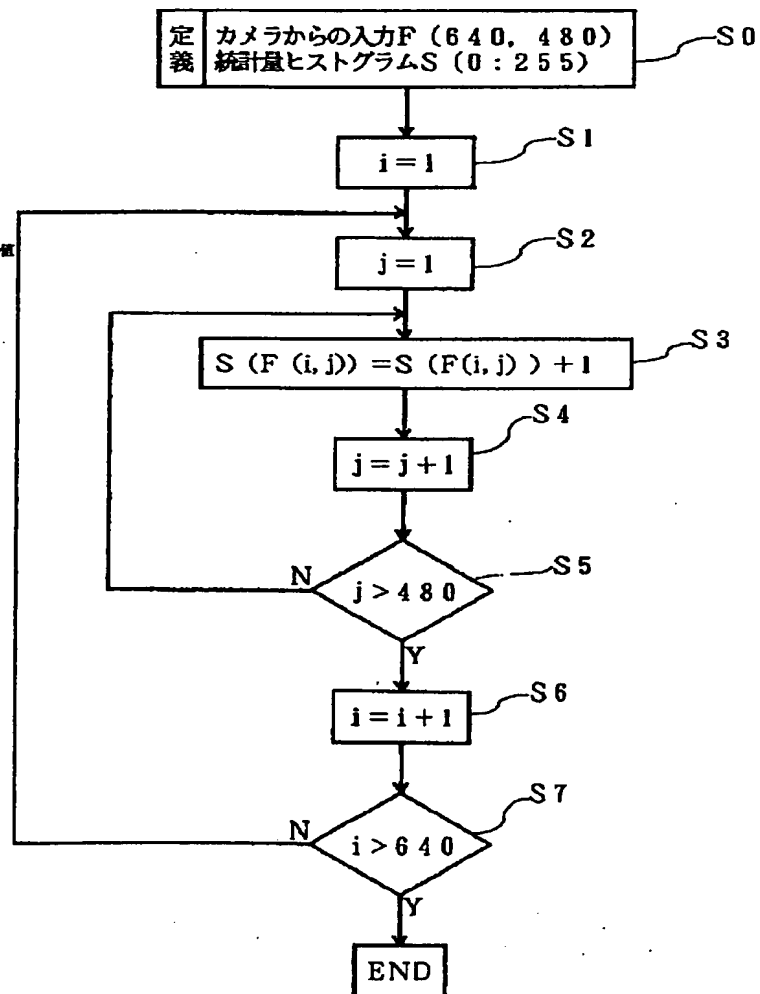 定義
カメラからの入力F (640, 480)
統計量ヒストグラムS (0:255)
S0
i=1
S1
値
j=1
S2
S (F (i, j)) =S (F(i, j) ) +1
S3
j=j+1
S4
j>480
S5
N
Y
i=i+1
S6
i>640
S7
N
Y
END